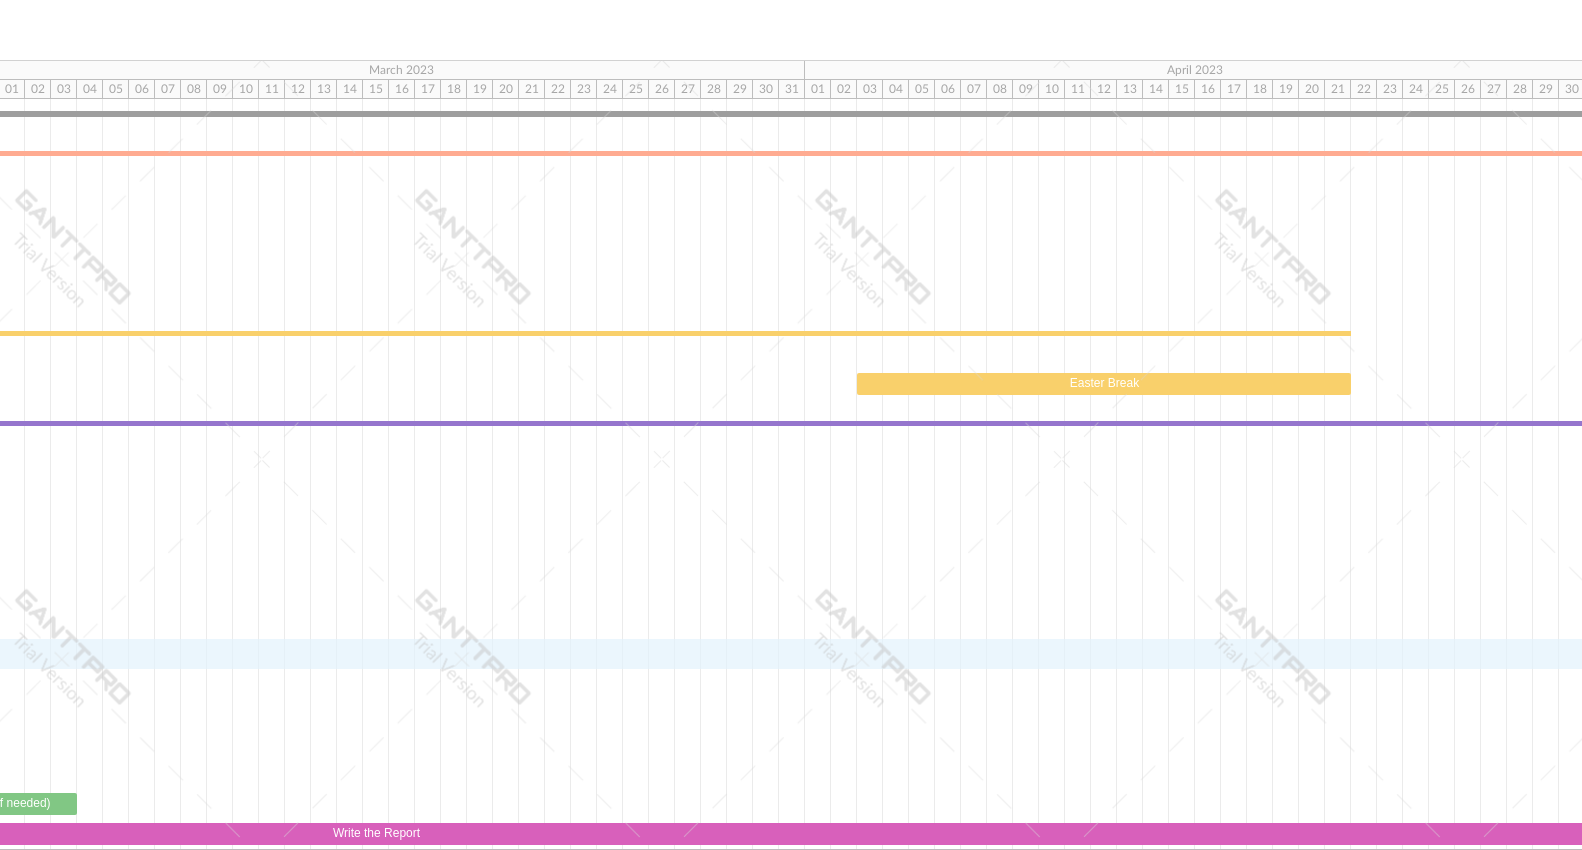 March 2023 April 2023
01 02 03 04 05 06 07 08 09 10 11 12 13 14 15 16 17 18 19 20 21 22 23 24 25 26 27 28 29 30 31 01 02 03 04 05 06 07 08 09 10 11 12 13 14 15 16 17 18 19 20 21 22 23 24 25 26 27 28 29 30
GANTTPRO GANTTPRO GANTTPRO GANTTPRO
Trial Version Trial Version Trial Version Trial Version
Easter Break
GANTTPRO GANTTPRO GANTTPRO GANTTPRO
Trial Version Trial Version Trial Version Trial Version
f needed)
Write the Report